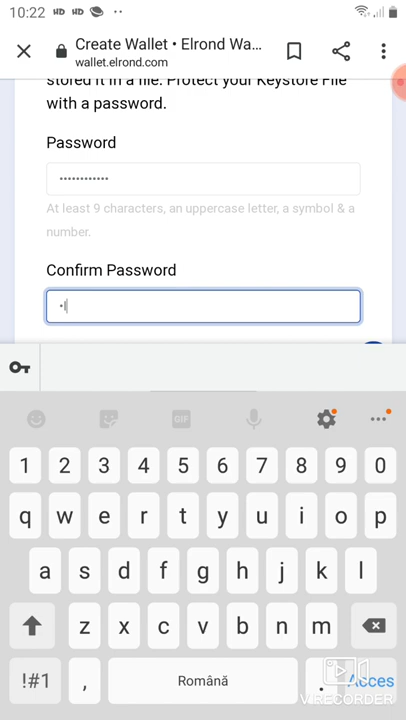 10:22 HD HD
Create Wallet • Elrond Wa...
wallet.elrond.com
stored it in a file. Protect your Keystore File
with a password.
Password
••••••••••••
At least 9 characters, an uppercase letter, a symbol & a
number.
Confirm Password
•
GIF
1 2 3 4 5 6 7 8 9 0
q w e r t y u i o p
a s d f g h j k l
z x c v b n m
!#1 , Română . Acces
V RECORDER